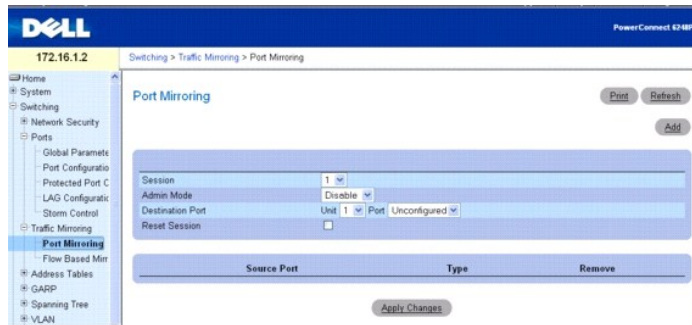 DELL
PowerConnect 6248P
172.16.1.2
Switching > Traffic Mirroring > Port Mirroring
Home
System
Switching
Network Security
Ports
Global Paramete
Port Configuratio
Protected Port C
LAG Configuratic
Storm Control
Traffic Mirroring
Port Mirroring
Flow Based Mirr
Address Tables
GARP
Spanning Tree
VLAN
Port Mirroring
Print Refresh
Add
Session 1
Admin Mode Disable
Destination Port Unit 1 Port Unconfigured
Reset Session
Source Port Type Remove
Apply Changes